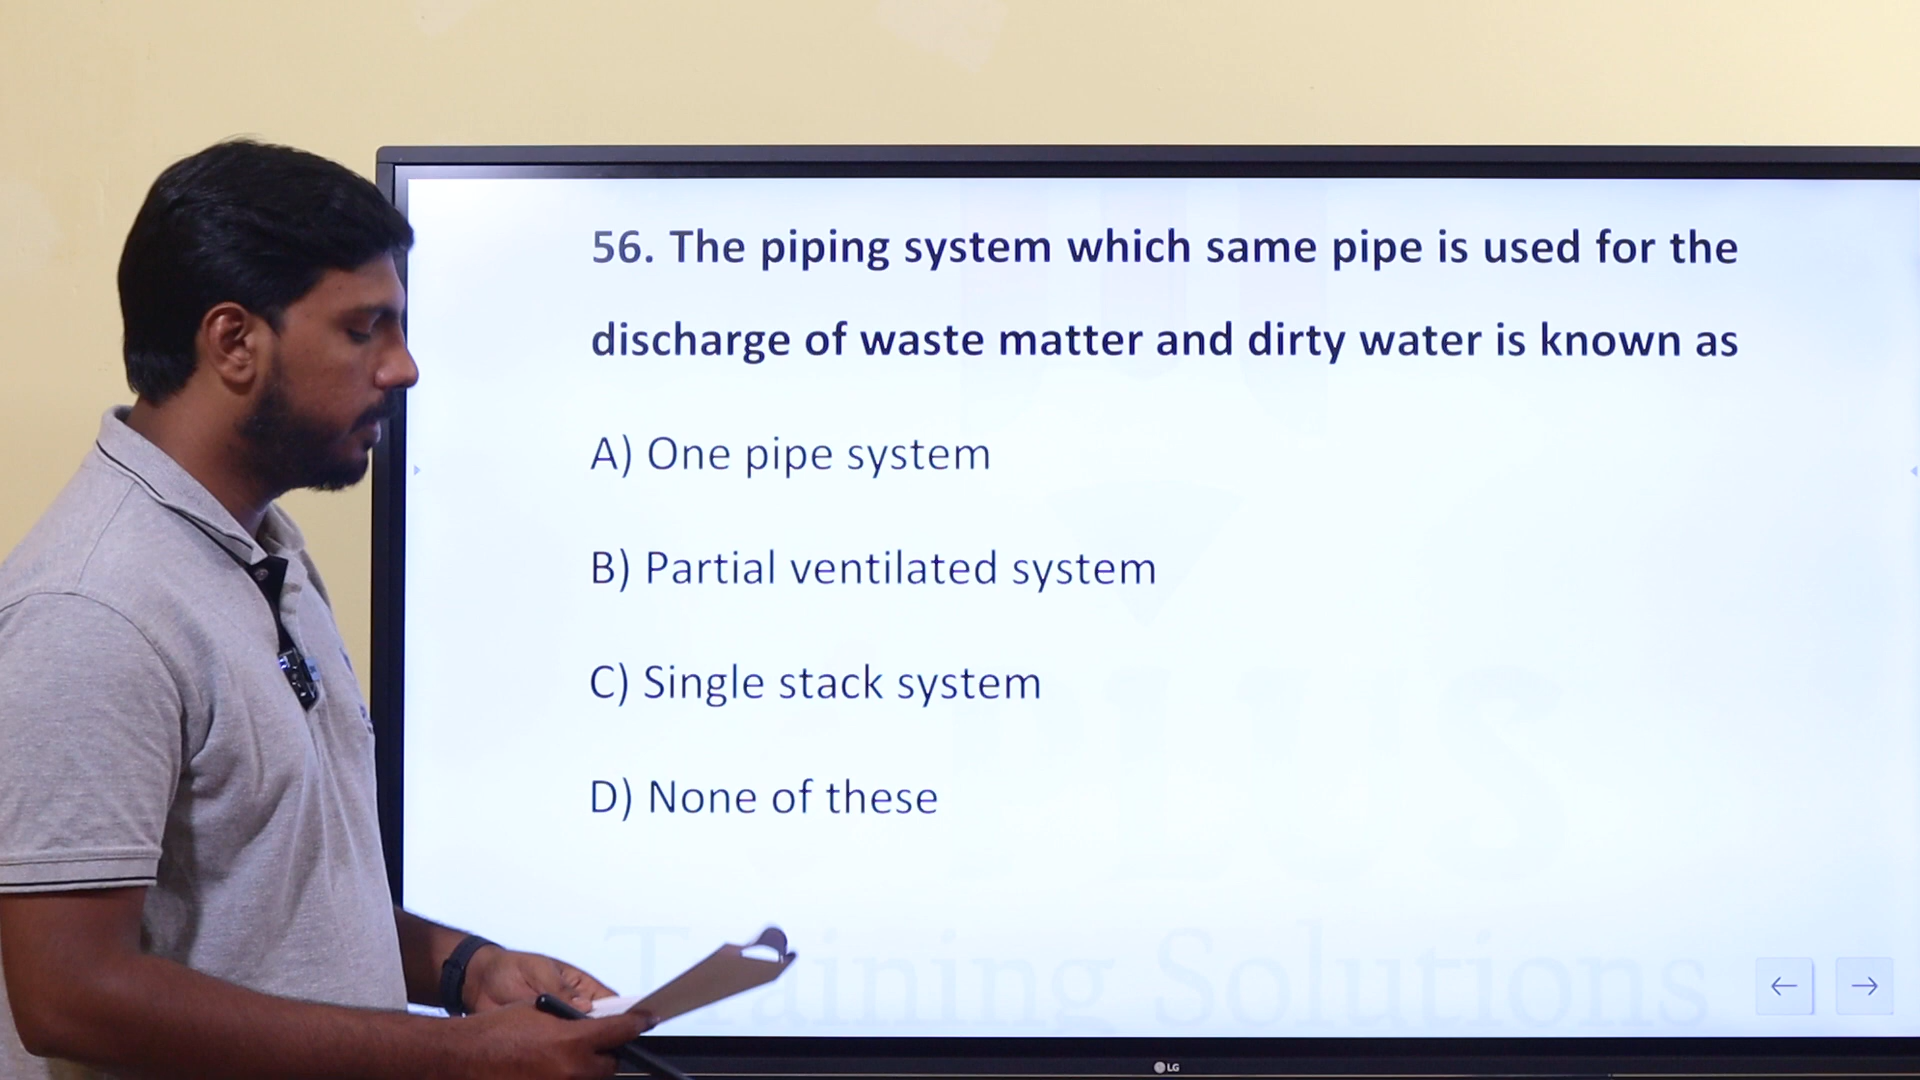 56. The piping system which same pipe is used for the
discharge of waste matter and dirty water is known as
A) One pipe system
B) Partial ventilated system
C) Single stack system
D) None of these
PLUS
Training Solutions
LG